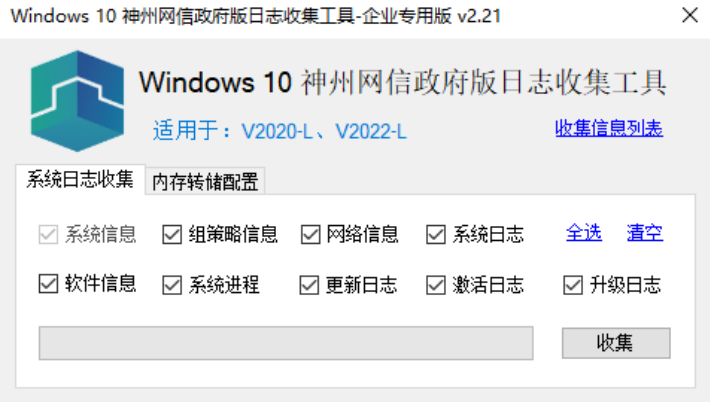 Windows 10 神州网信政府版日志收集工具-企业专用版 v2.21
Windows 10 神州网信政府版日志收集工具
适用于：V2020-L、V2022-L 收集信息列表
系统日志收集 内存转储配置
系统信息 组策略信息 网络信息 系统日志 全选 清空
软件信息 系统进程 更新日志 激活日志 升级日志
收集